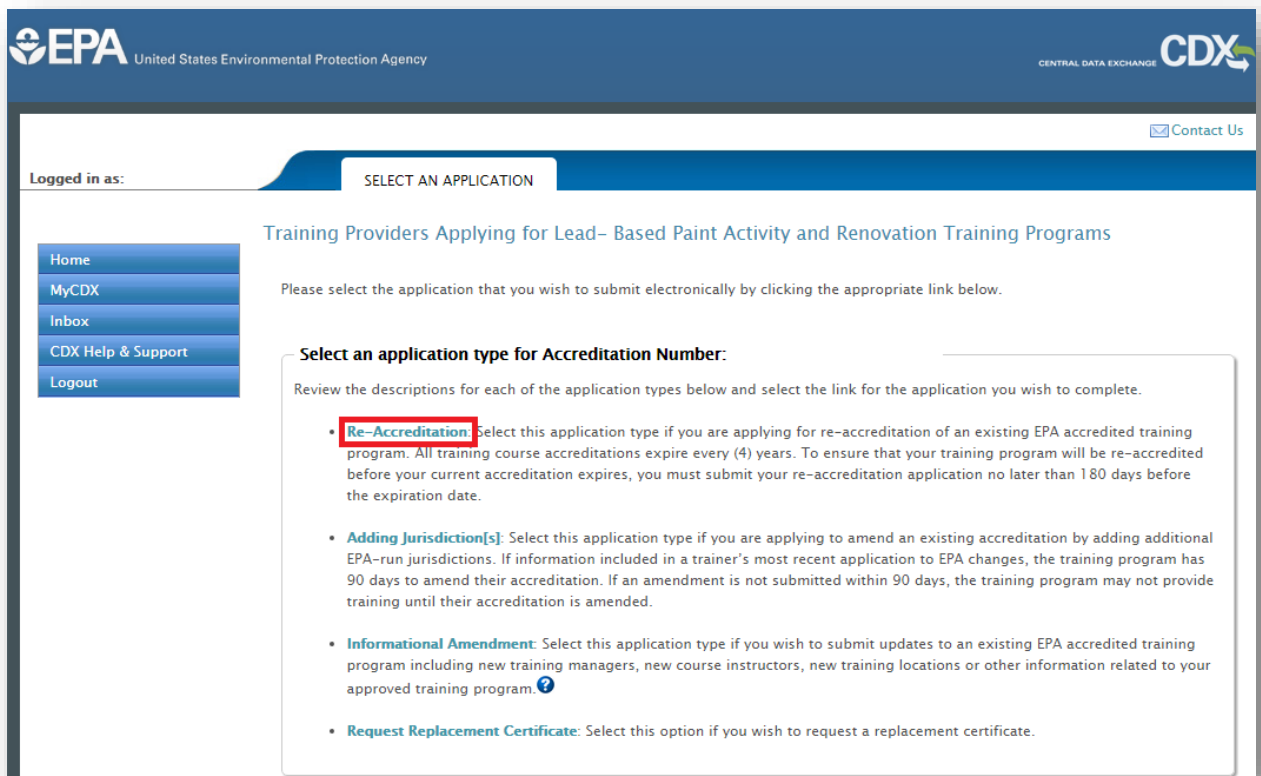 EPA United States Environmental Protection Agency
CENTRAL DATA EXCHANGE CDX
Contact Us
Logged in as:
SELECT AN APPLICATION
Training Providers Applying for Lead- Based Paint Activity and Renovation Training Programs
Home
MyCDX
Inbox
CDX Help & Support
Logout
Please select the application that you wish to submit electronically by clicking the appropriate link below.
Select an application type for Accreditation Number:
Review the descriptions for each of the application types below and select the link for the application you wish to complete.
• Re-Accreditation: Select this application type if you are applying for re-accreditation of an existing EPA accredited training
program. All training course accreditations expire every (4) years. To ensure that your training program will be re-accredited
before your current accreditation expires, you must submit your re-accreditation application no later than 180 days before
the expiration date.
• Adding Jurisdiction[s]: Select this application type if you are applying to amend an existing accreditation by adding additional
EPA-run jurisdictions. If information included in a trainer's most recent application to EPA changes, the training program has
90 days to amend their accreditation. If an amendment is not submitted within 90 days, the training program may not provide
training until their accreditation is amended.
• Informational Amendment: Select this application type if you wish to submit updates to an existing EPA accredited training
program including new training managers, new course instructors, new training locations or other information related to your
approved training program.?
• Request Replacement Certificate: Select this option if you wish to request a replacement certificate.